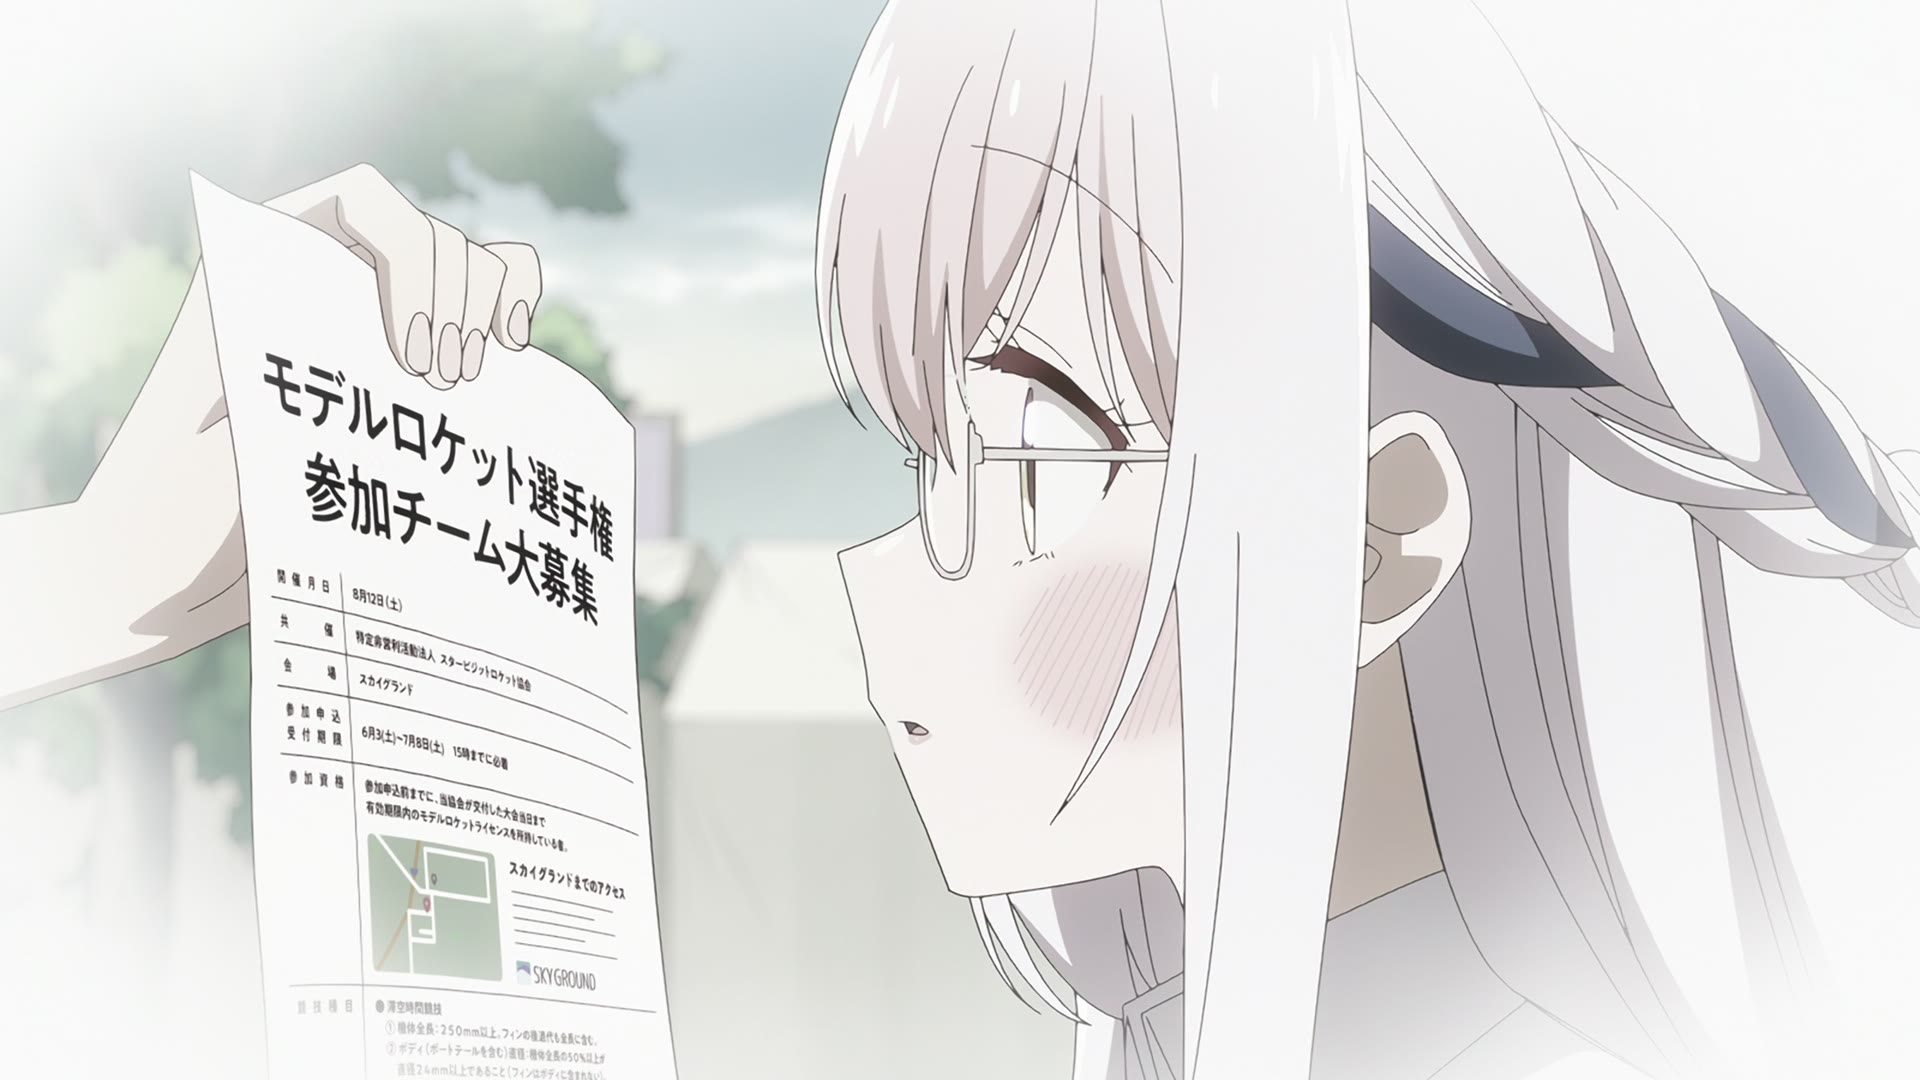 モデルロケット選手権
参加チーム大募集
開催月日 8月12日(土)
共催 特定非営利活動法人 スタービジットロケット協会
会場 スカイグランド
参加申込
受付期限 6月3(土)~7月8日(土) 15時までに必着
参加資格 参加申込前までに、当協会が交付した大会当日まで
有効期限内のモデルロケットライセンスを所持している者。
スカイグランドまでのアクセス
SKYGROUND
競技種目 ●滞空時間競技
①機体全長:250mm以上。フィンの後退代も全長に含む。
②ボディ(ボートテールを含む)直径:機体全長の50%以上が
直径24mm以上であること(フィンはボディに含まれない)。